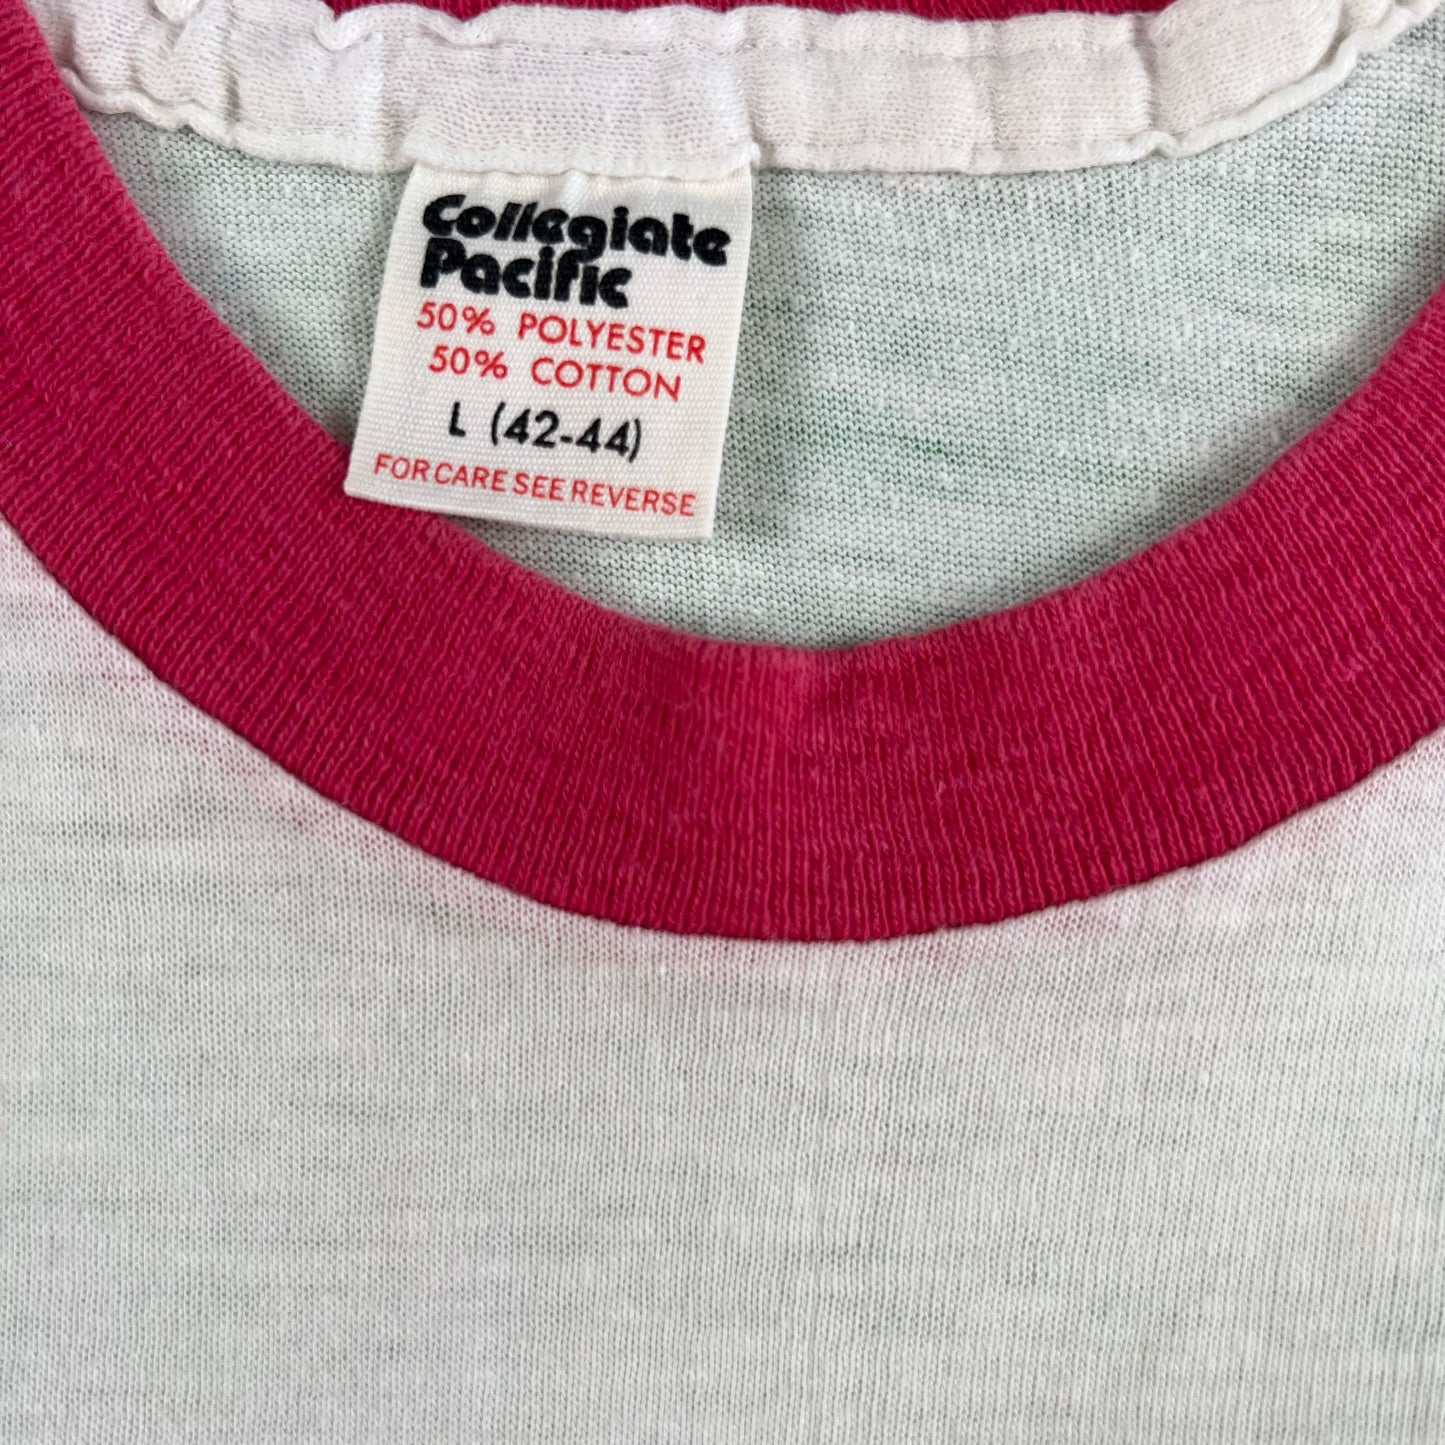 Collegiate
Pacific
50% POLYESTER
50% COTTON
L (42-44)
FOR CARE SEE REVERSE